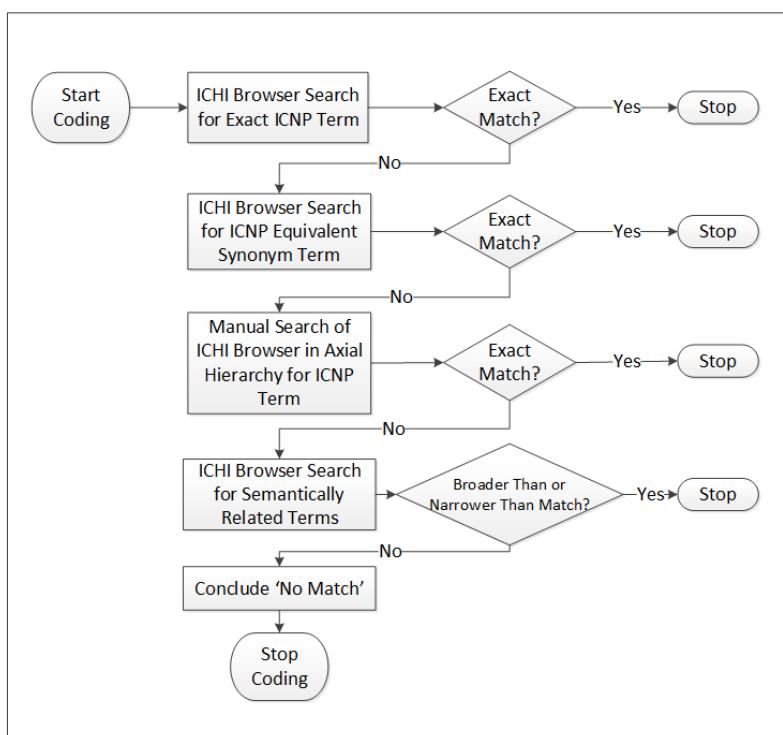 Start
Coding
ICHI Browser Search
for Exact ICNP Term
Exact
Match?
Yes
Stop
No
ICHI Browser Search
for ICNP Equivalent
Synonym Term
Exact
Match?
Yes
Stop
No
Manual Search of
ICHI Browser in Axial
Hierarchy for ICNP
Term
Exact
Match?
Yes
Stop
No
ICHI Browser Search
for Semantically
Related Terms
Broader Than or
Narrower Than Match?
Yes
Stop
No
Conclude ‘No Match’
Stop
Coding